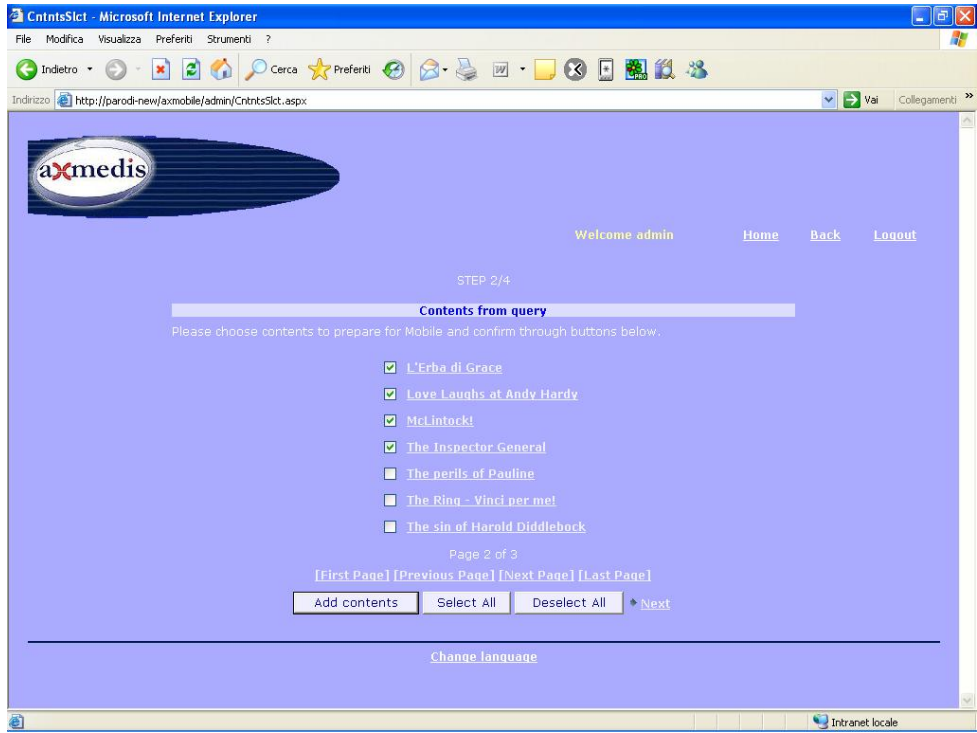 CntntsSlct - Microsoft Internet Explorer
File Modifica Visualizza Preferiti Strumenti ?
Indietro Cerca Preferiti
Indirizzo http://parodi-new/axmobile/admin/CntntsSlct.aspx Vai Collegamenti »
axmedis
Welcome admin Home Back Logout
STEP 2/4
Contents from query
Please choose contents to prepare for Mobile and confirm through buttons below.
L'Erba di Grace
Love Laughs at Andy Hardy
McLintock!
The Inspector General
The perils of Pauline
The Ring - Vinci per me!
The sin of Harold Diddlebock
Page 2 of 3
[First Page] [Previous Page] [Next Page] [Last Page]
Add contents Select All Deselect All Next
Change language
Intranet locale